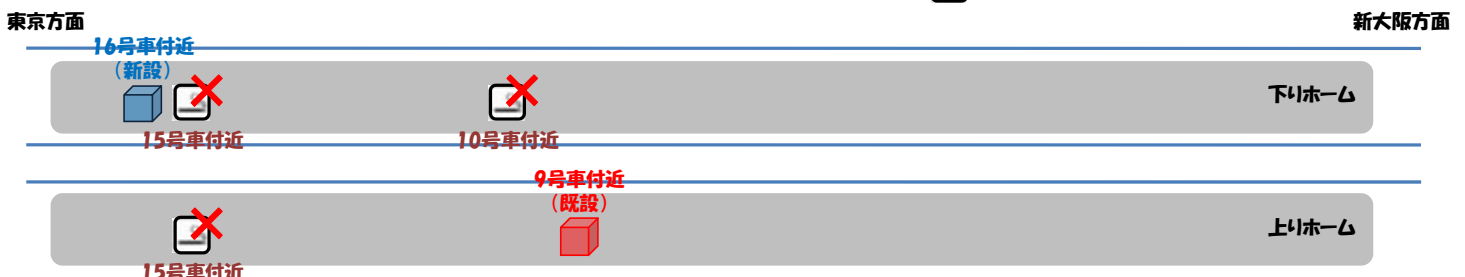 東京方面
新大阪方面
16号車付近
(新設)
下りホーム
15号車付近
10号車付近
9号車付近
(既設)
上りホーム
15号車付近